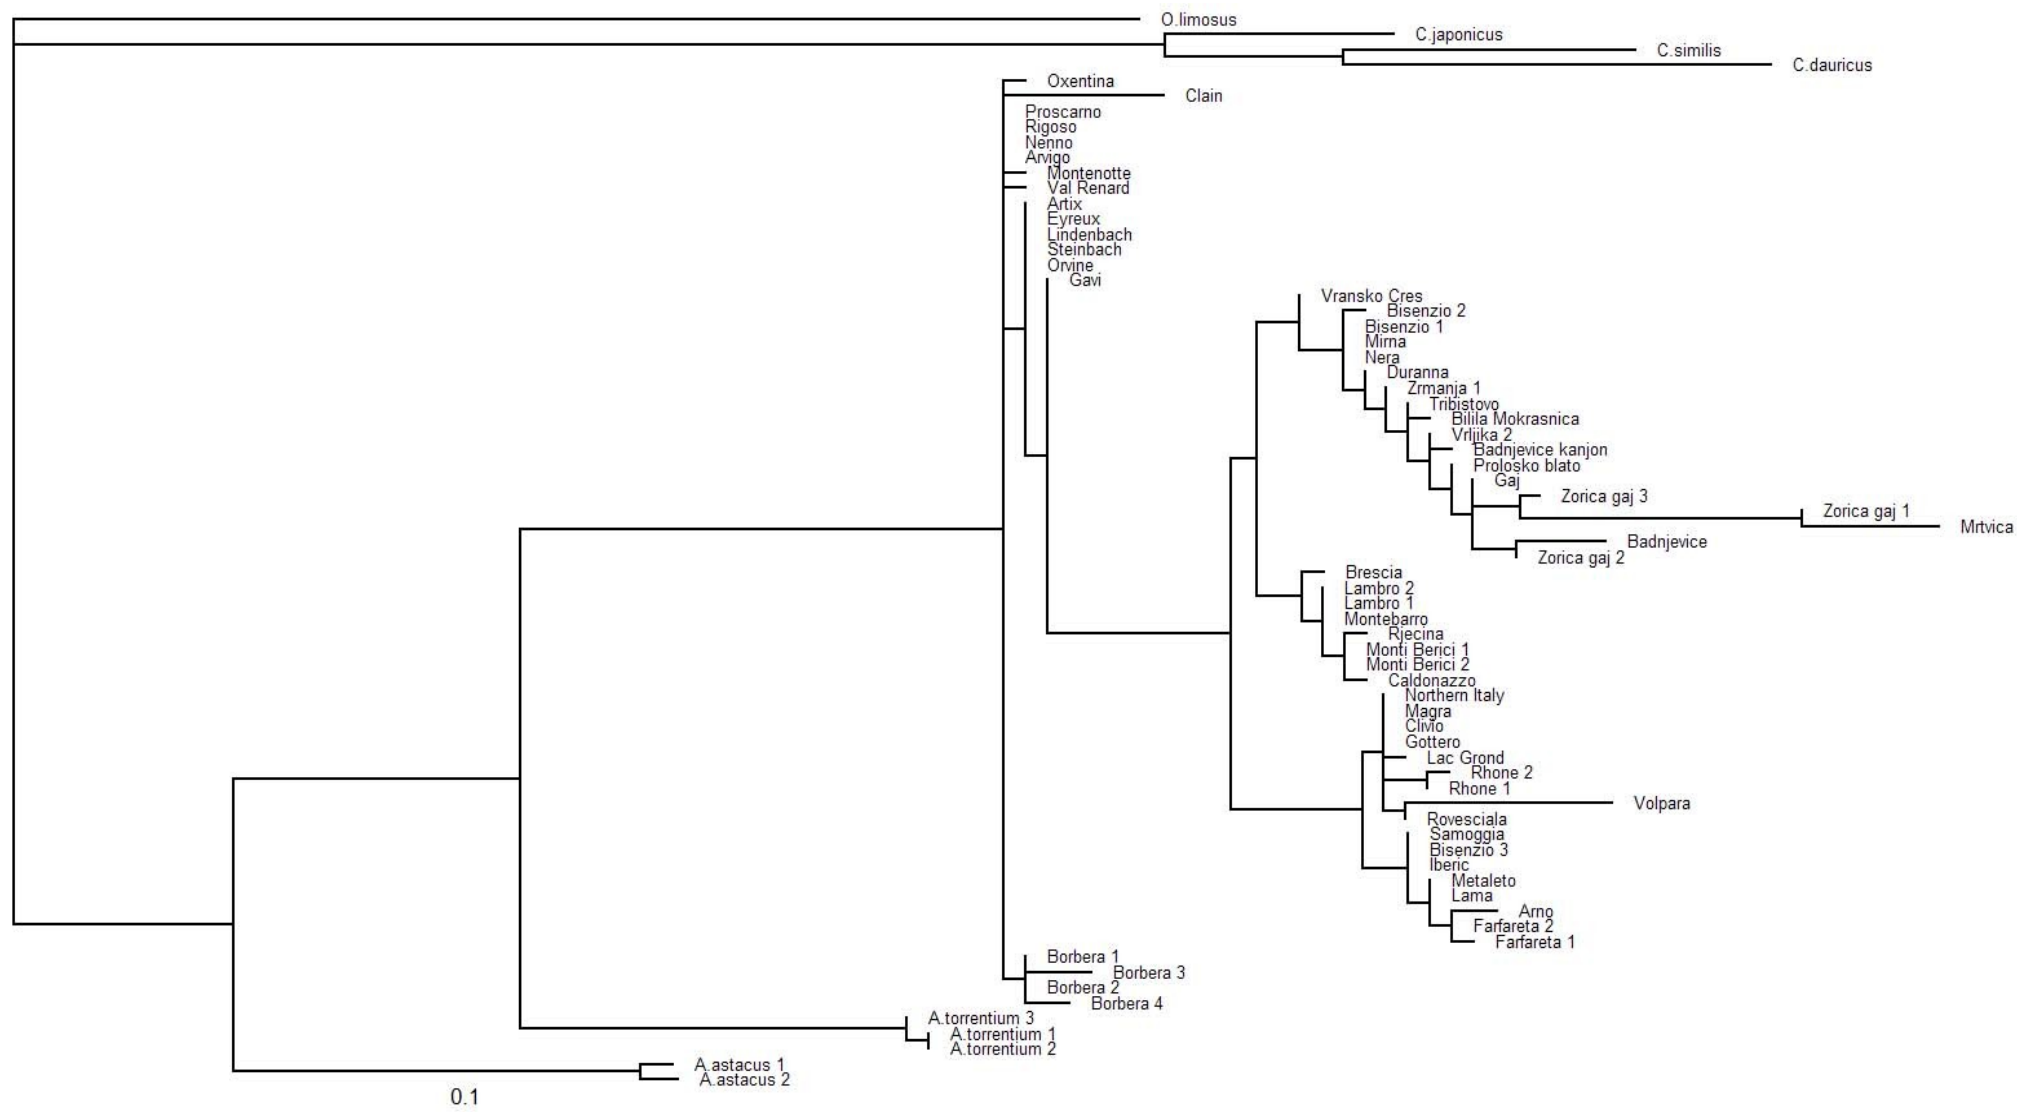 O.limosus
C.japonicus
C.similis
C.dauricus
Oxentina
Clain
Proscarno
Rigoso
Nenno
Arvigo
Montenotte
Val Renard
Artix
Eyreux
Lindenbach
Steinbach
Orvine
Gavi
Vransko Cres
Bisenzio 2
Bisenzio 1
Mirna
Nera
Duranna
Zrmanja 1
Tribistovo
Bilila Mokrasnica
Vrljika 2
Badnjevice kanjon
Prolosko blato
Gaj
Zorica gaj 3
Zorica gaj 1
Mrtvica
Badnjevice
Zorica gaj 2
Brescia
Lambro 2
Lambro 1
Montebarro
Rjecina
Monti Berici 1
Monti Berici 2
Caldonazzo
Northern Italy
Magra
Clivio
Gottero
Lac Grond
Rhone 2
Rhone 1
Volpara
Rovesciala
Samoggia
Bisenzio 3
Iberic
Metaleto
Lama
Arno
Farfareta 2
Farfareta 1
Borbera 1
Borbera 3
Borbera 2
Borbera 4
A.torrentium 3
A.torrentium 1
A.torrentium 2
A.astacus 1
A.astacus 2
0.1